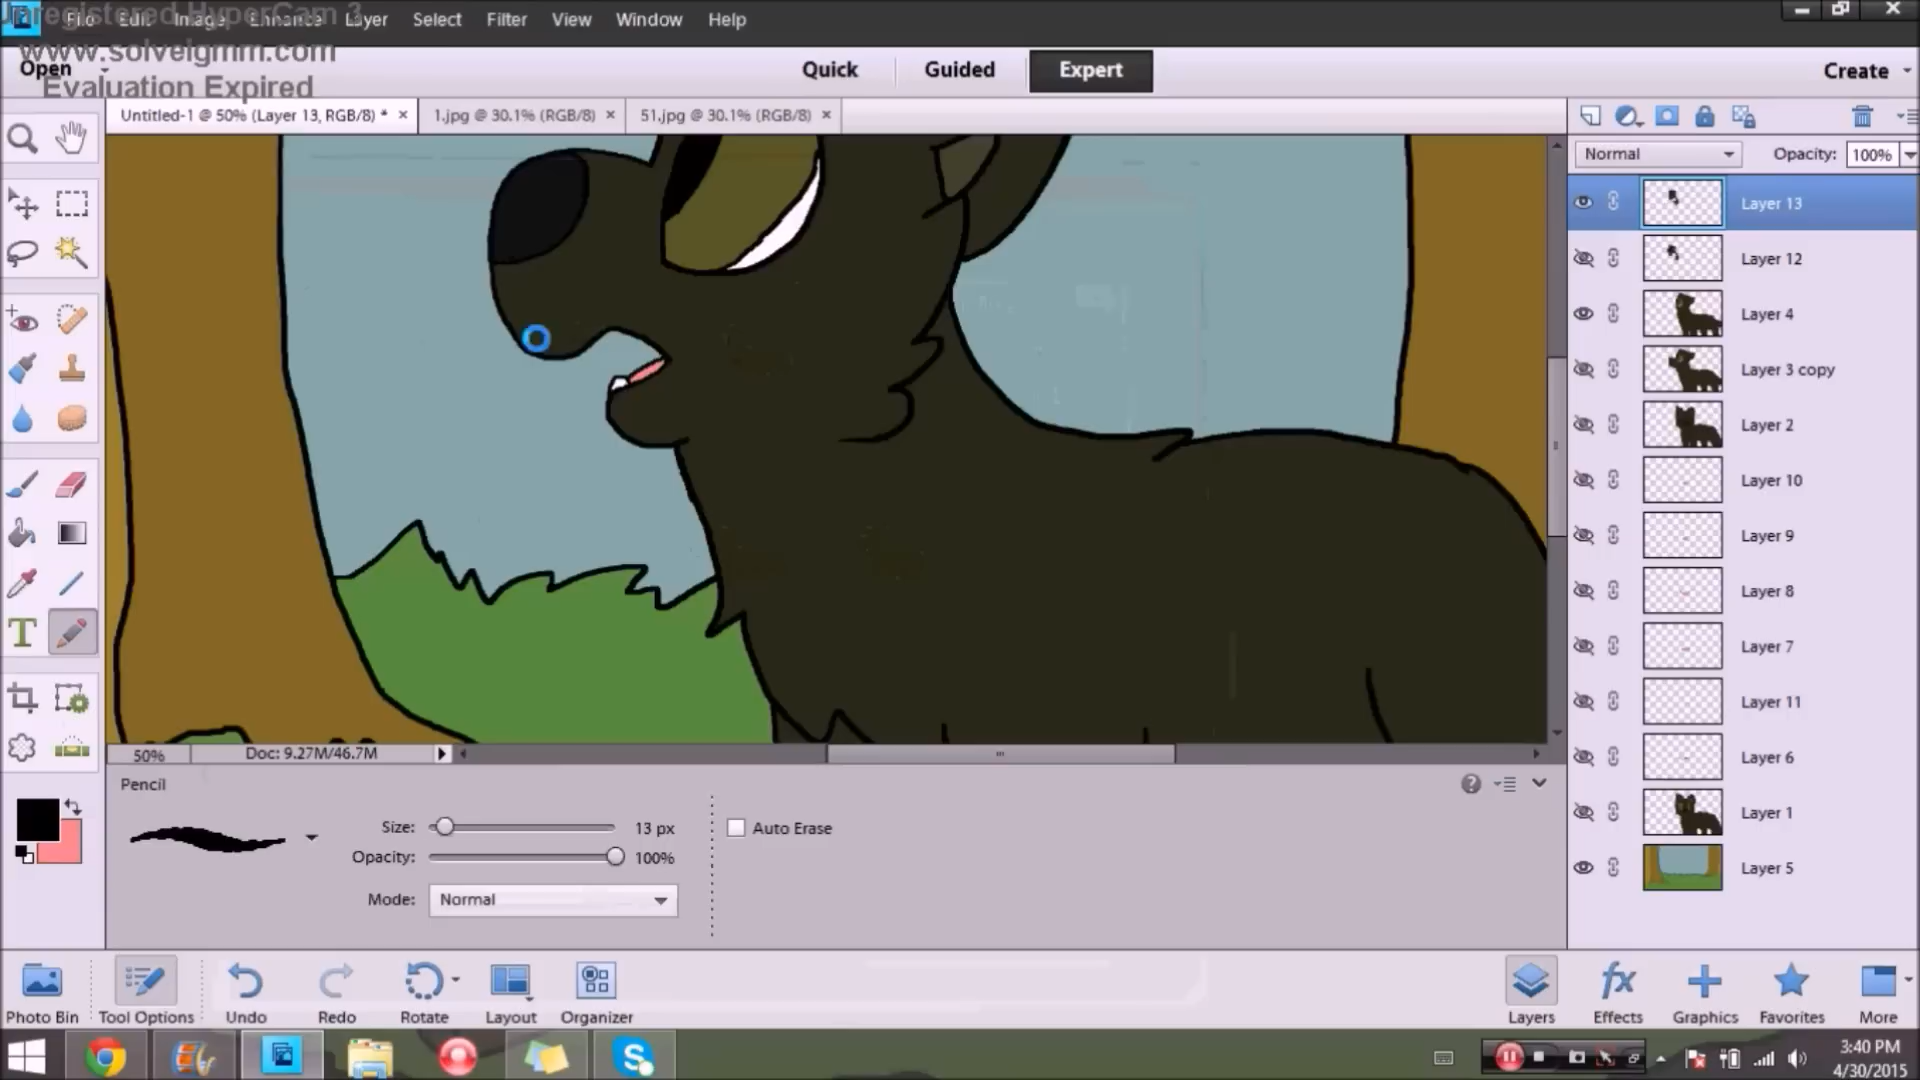 Unregistered HyperCam 3
File Edit Image Enhance Layer Select Filter View Window Help
www.solveigmm.com
Open Quick Guided Expert Create
Evaluation Expired
Untitled-1 @ 50% (Layer 13, RGB/8) * × 1.jpg @ 30.1% (RGB/8) × 51.jpg @ 30.1% (RGB/8) ×
Normal Opacity: 100%
Layer 13
Layer 12
Layer 4
Layer 3 copy
Layer 2
Layer 10
Layer 9
Layer 8
Layer 7
Layer 11
Layer 6
Layer 1
Layer 5
50% Doc: 9.27M/46.7M
Pencil
Size: 13 px Auto Erase
Opacity: 100%
Mode: Normal
Photo Bin Tool Options Undo Redo Rotate Layout Organizer Layers Effects Graphics Favorites More
3:40 PM
4/30/2015